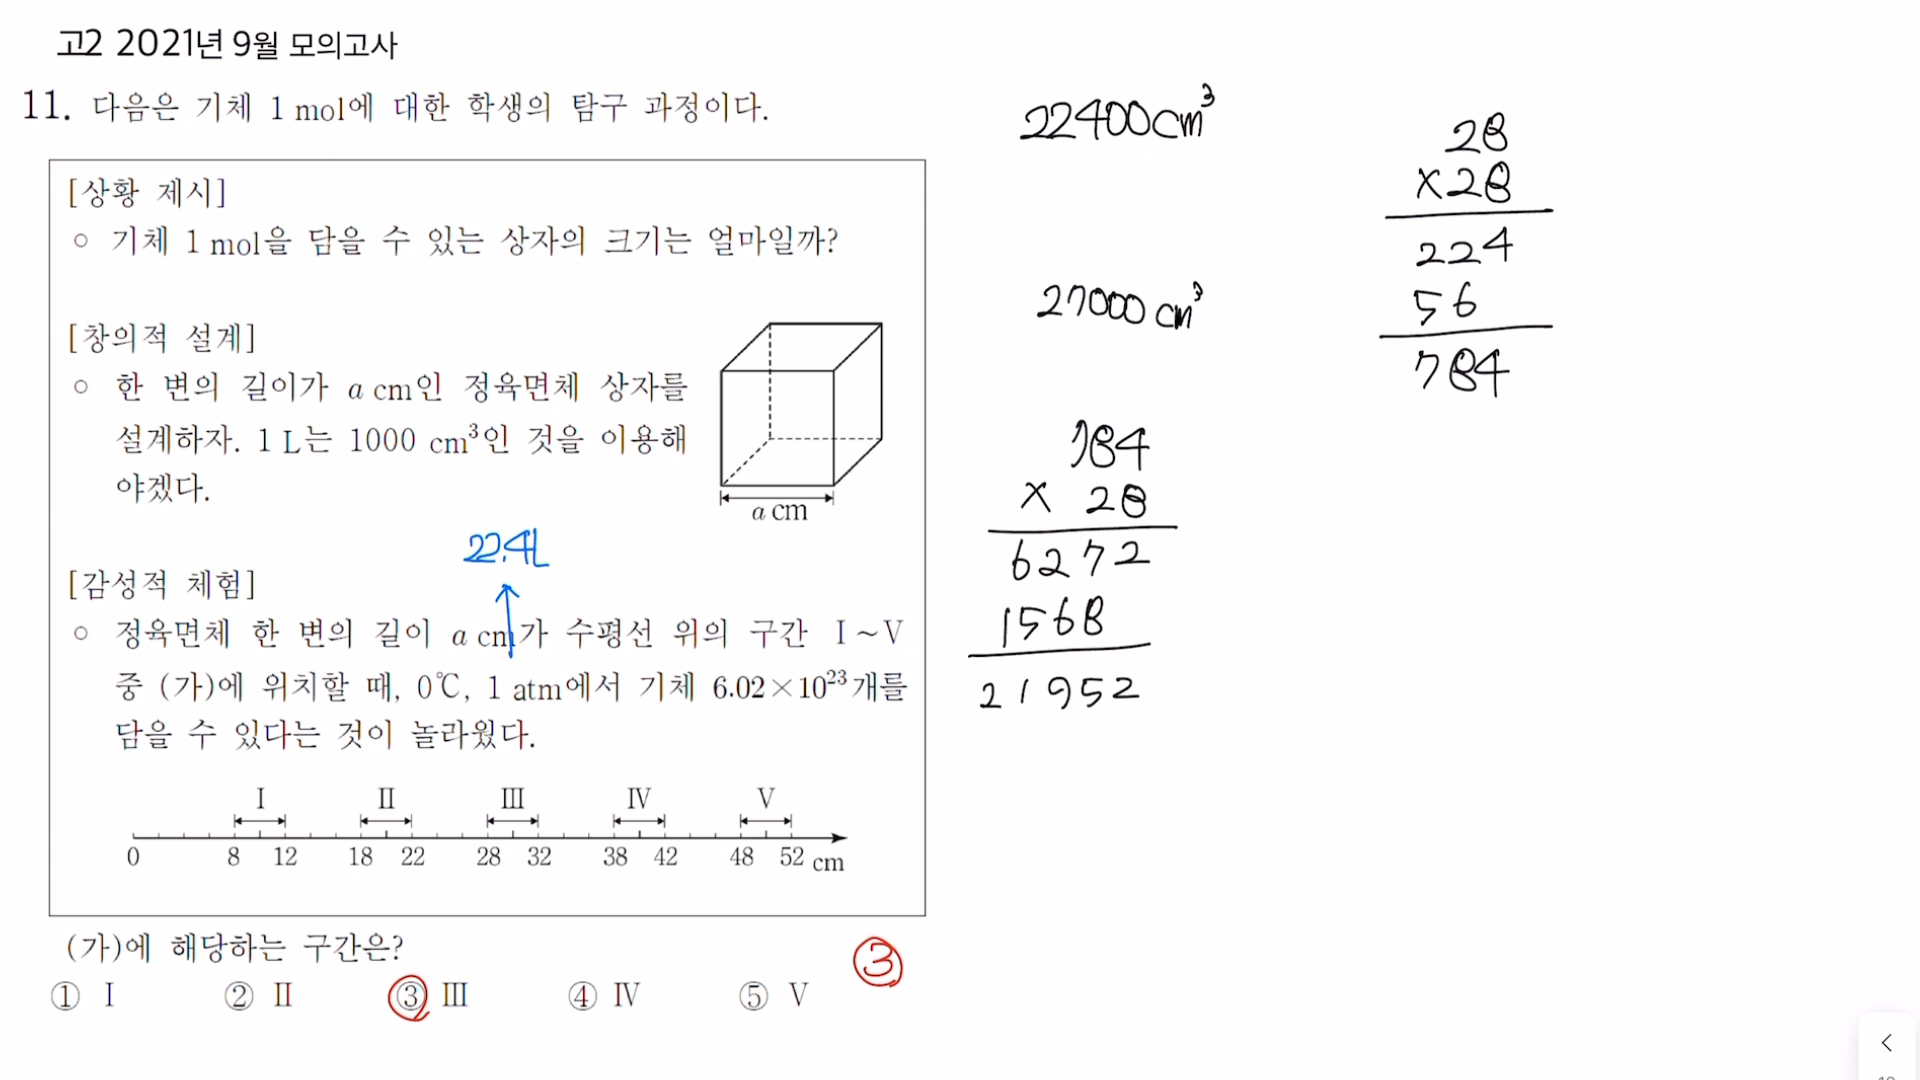 고2 2021년 9월 모의고사
11. 다음은 기체 1 mol에 대한 학생의 탐구 과정이다.
[상황 제시]
○ 기체 1 mol을 담을 수 있는 상자의 크기는 얼마일까?
[창의적 설계]
○ 한 변의 길이가 a cm인 정육면체 상자를
설계하자. 1 L는 1000 cm³인 것을 이용해
야겠다.
a cm
22.4L
[감성적 체험]
○ 정육면체 한 변의 길이 a cm가 수평선 위의 구간 Ⅰ~Ⅴ
중 (가)에 위치할 때, 0℃, 1 atm에서 기체 6.02×10²³개를
담을 수 있다는 것이 놀라웠다.
Ⅰ Ⅱ Ⅲ Ⅳ Ⅴ
0 8 12 18 22 28 32 38 42 48 52 cm
(가)에 해당하는 구간은?
③
① Ⅰ ② Ⅱ ③ Ⅲ ④ Ⅳ ⑤ Ⅴ
22400cm³
27000cm³
784
× 28
6272
1568
21952
28
×28
224
56
784